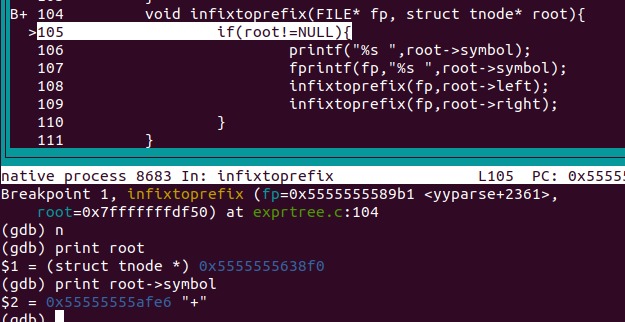 B+ 104 void infixtoprefix(FILE* fp, struct tnode* root){
>105 if(root!=NULL){
106 printf("%s ",root->symbol);
107 fprintf(fp,"%s ",root->symbol);
108 infixtoprefix(fp,root->left);
109 infixtoprefix(fp,root->right);
110 }
111 }
native process 8683 In: infixtoprefix L105 PC: 0x5555
Breakpoint 1, infixtoprefix (fp=0x5555555589b1 <yyparse+2361>,
root=0x7fffffffdf50) at exprtree.c:104
(gdb) n
(gdb) print root
$1 = (struct tnode *) 0x5555555638f0
(gdb) print root->symbol
$2 = 0x55555555afe6 "+"
(gdb)